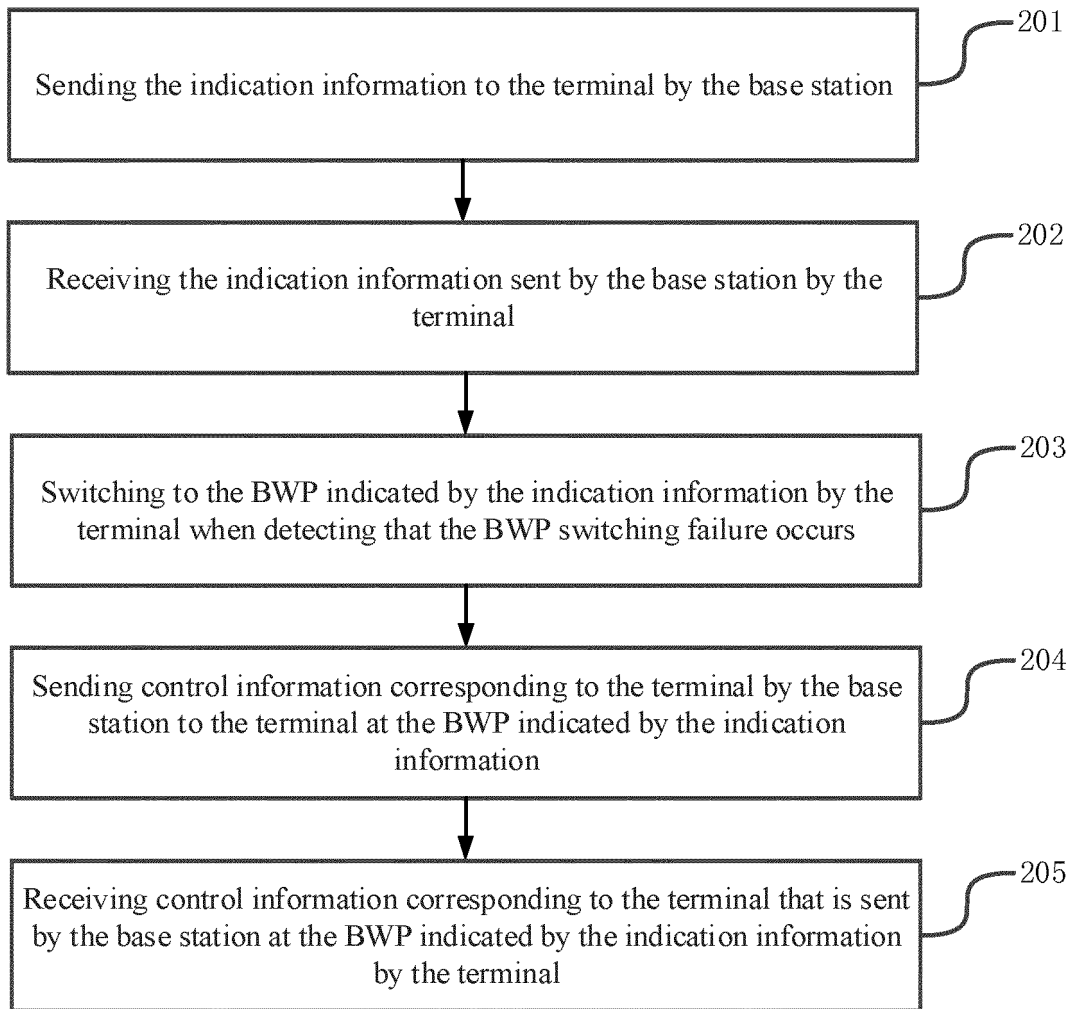 201
Sending the indication information to the terminal by the base station
202
Receiving the indication information sent by the base station by the
terminal
203
Switching to the BWP indicated by the indication information by the
terminal when detecting that the BWP switching failure occurs
204
Sending control information corresponding to the terminal by the base
station to the terminal at the BWP indicated by the indication
information
205
Receiving control information corresponding to the terminal that is sent
by the base station at the BWP indicated by the indication information
by the terminal